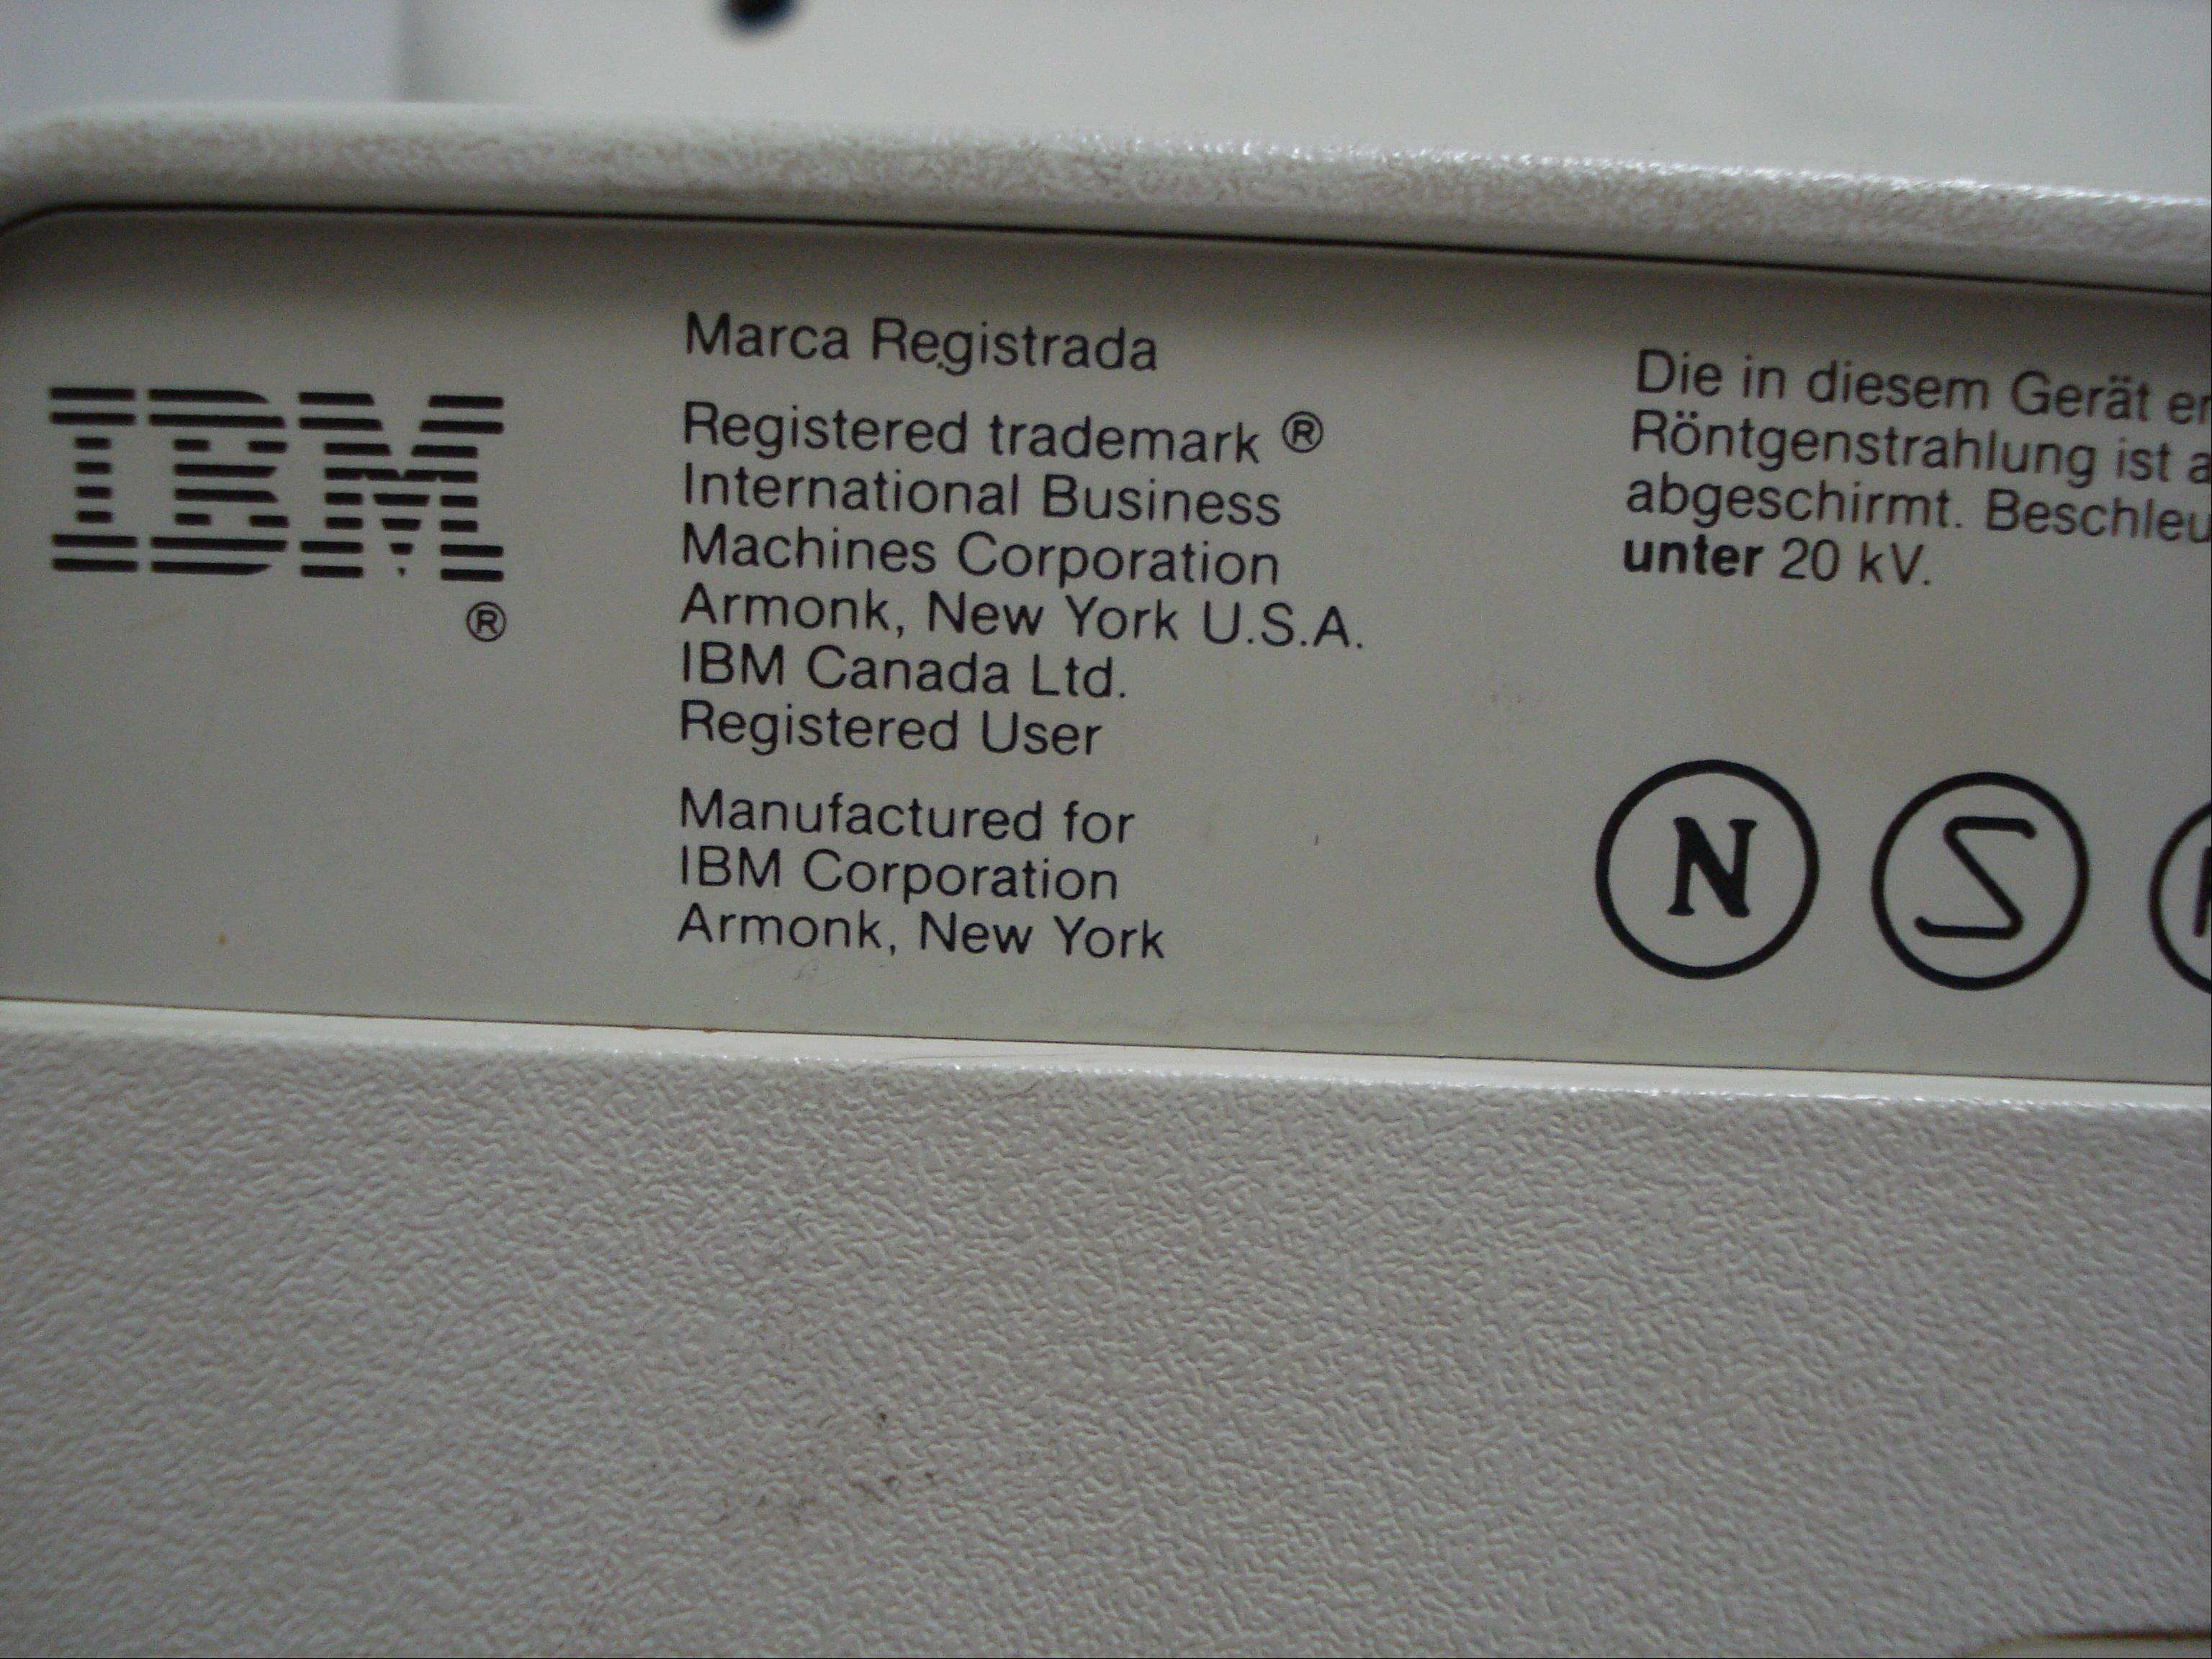 IBM
®
Marca Registrada
Registered trademark ®
International Business
Machines Corporation
Armonk, New York U.S.A.
IBM Canada Ltd.
Registered User
Manufactured for
IBM Corporation
Armonk, New York
Die in diesem Gerät
Röntgenstrahlung ist
abgeschirmt.
unter 20 kV.
N S